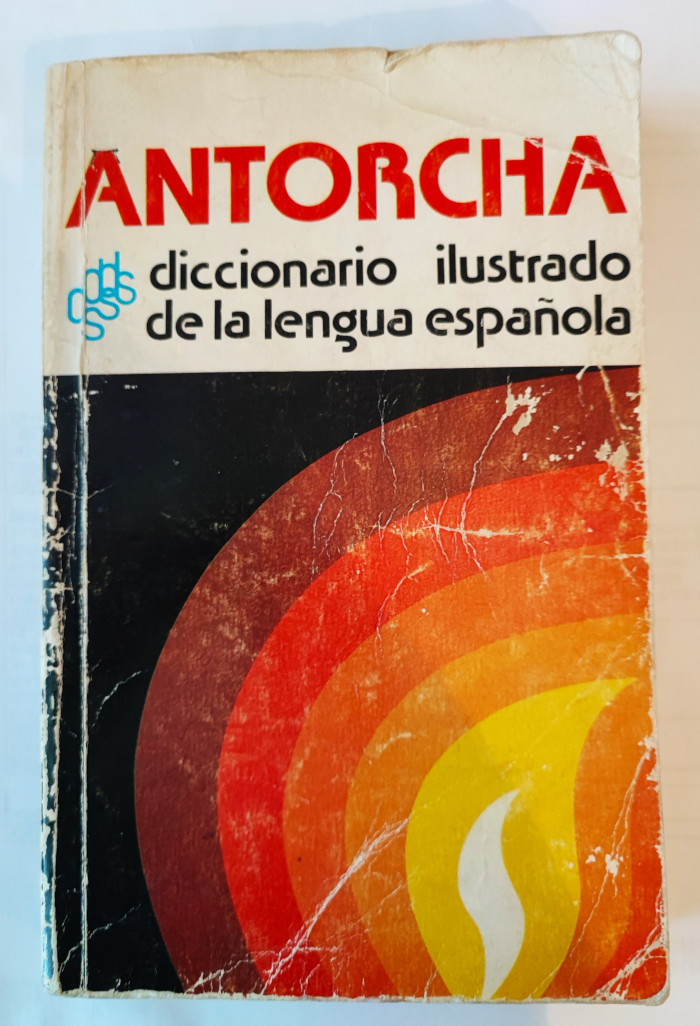 ANTORCHA
diccionario ilustrado
de la lengua española